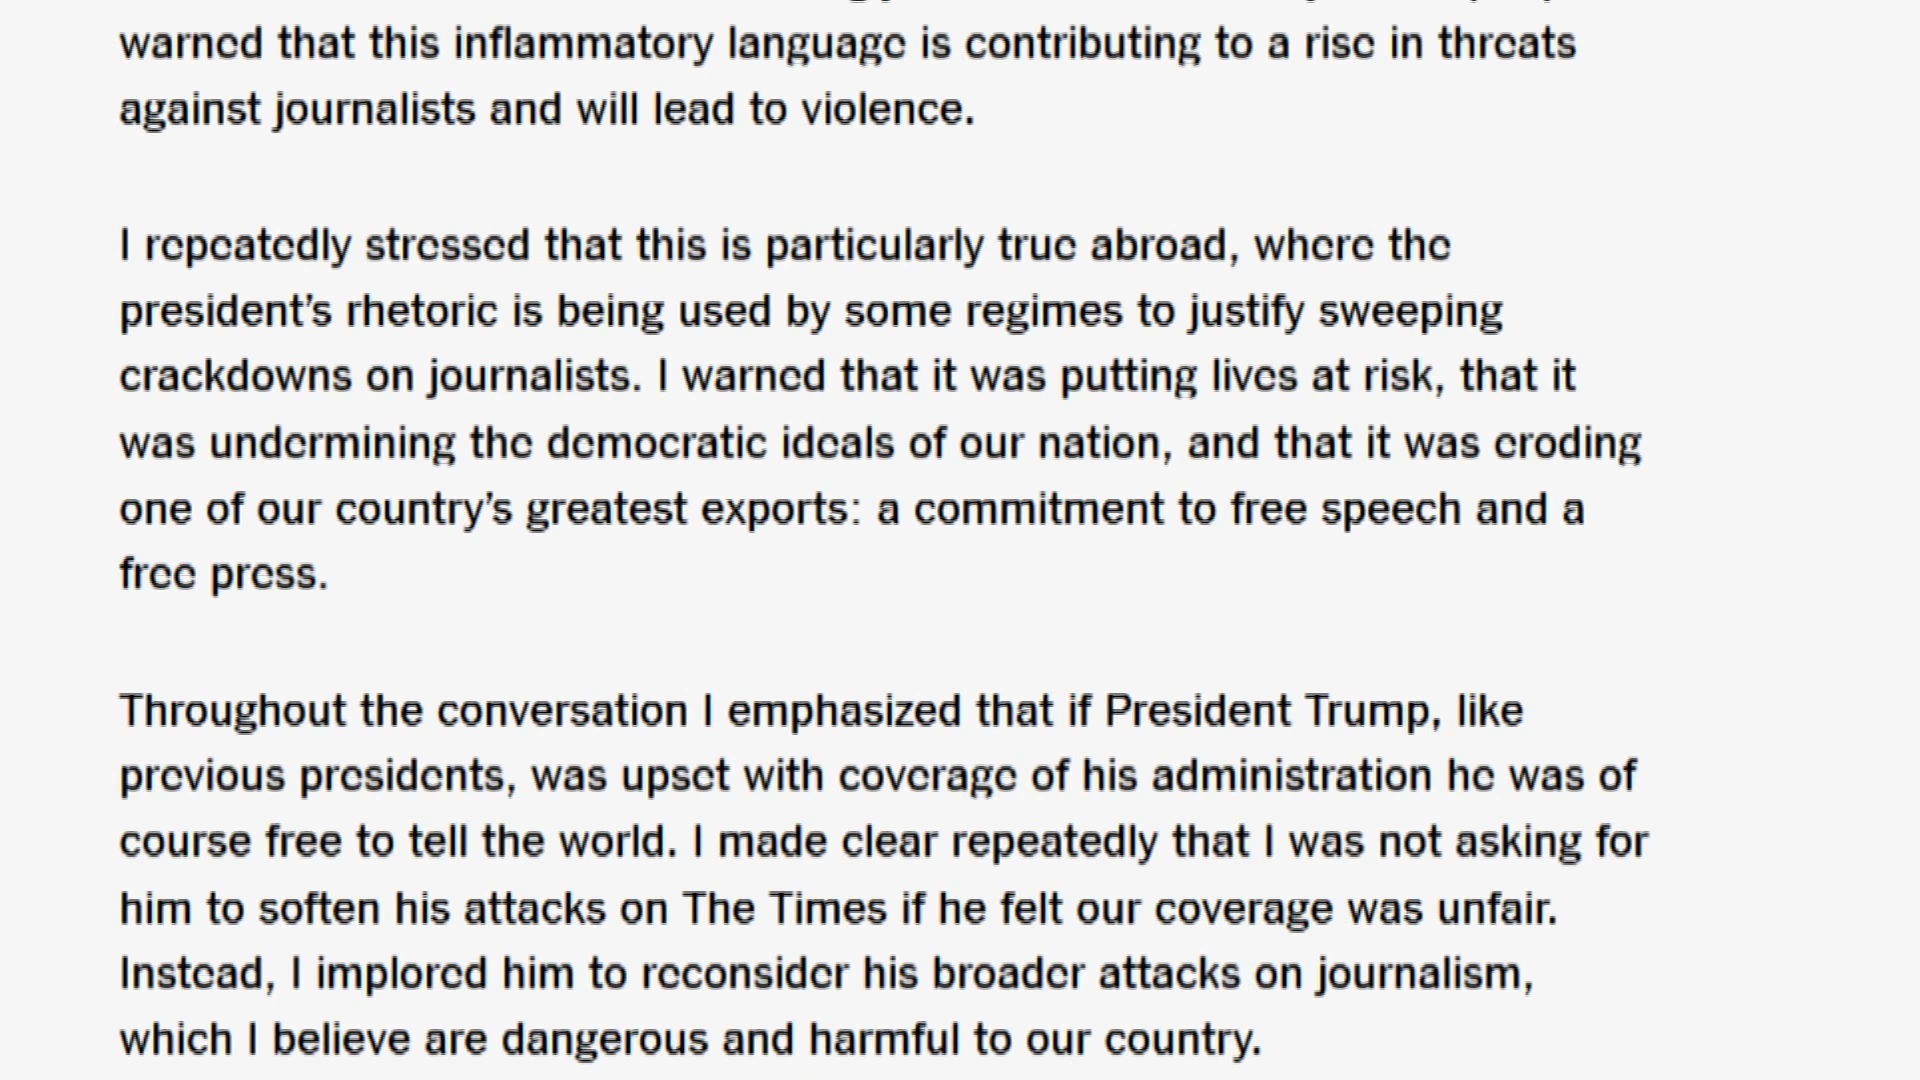 warned that this inflammatory language is contributing to a rise in threats
against journalists and will lead to violence.
I repeatedly stressed that this is particularly true abroad, where the
president’s rhetoric is being used by some regimes to justify sweeping
crackdowns on journalists. I warned that it was putting lives at risk, that it
was undermining the democratic ideals of our nation, and that it was eroding
one of our country’s greatest exports: a commitment to free speech and a
free press.
Throughout the conversation I emphasized that if President Trump, like
previous presidents, was upset with coverage of his administration he was of
course free to tell the world. I made clear repeatedly that I was not asking for
him to soften his attacks on The Times if he felt our coverage was unfair.
Instead, I implored him to reconsider his broader attacks on journalism,
which I believe are dangerous and harmful to our country.